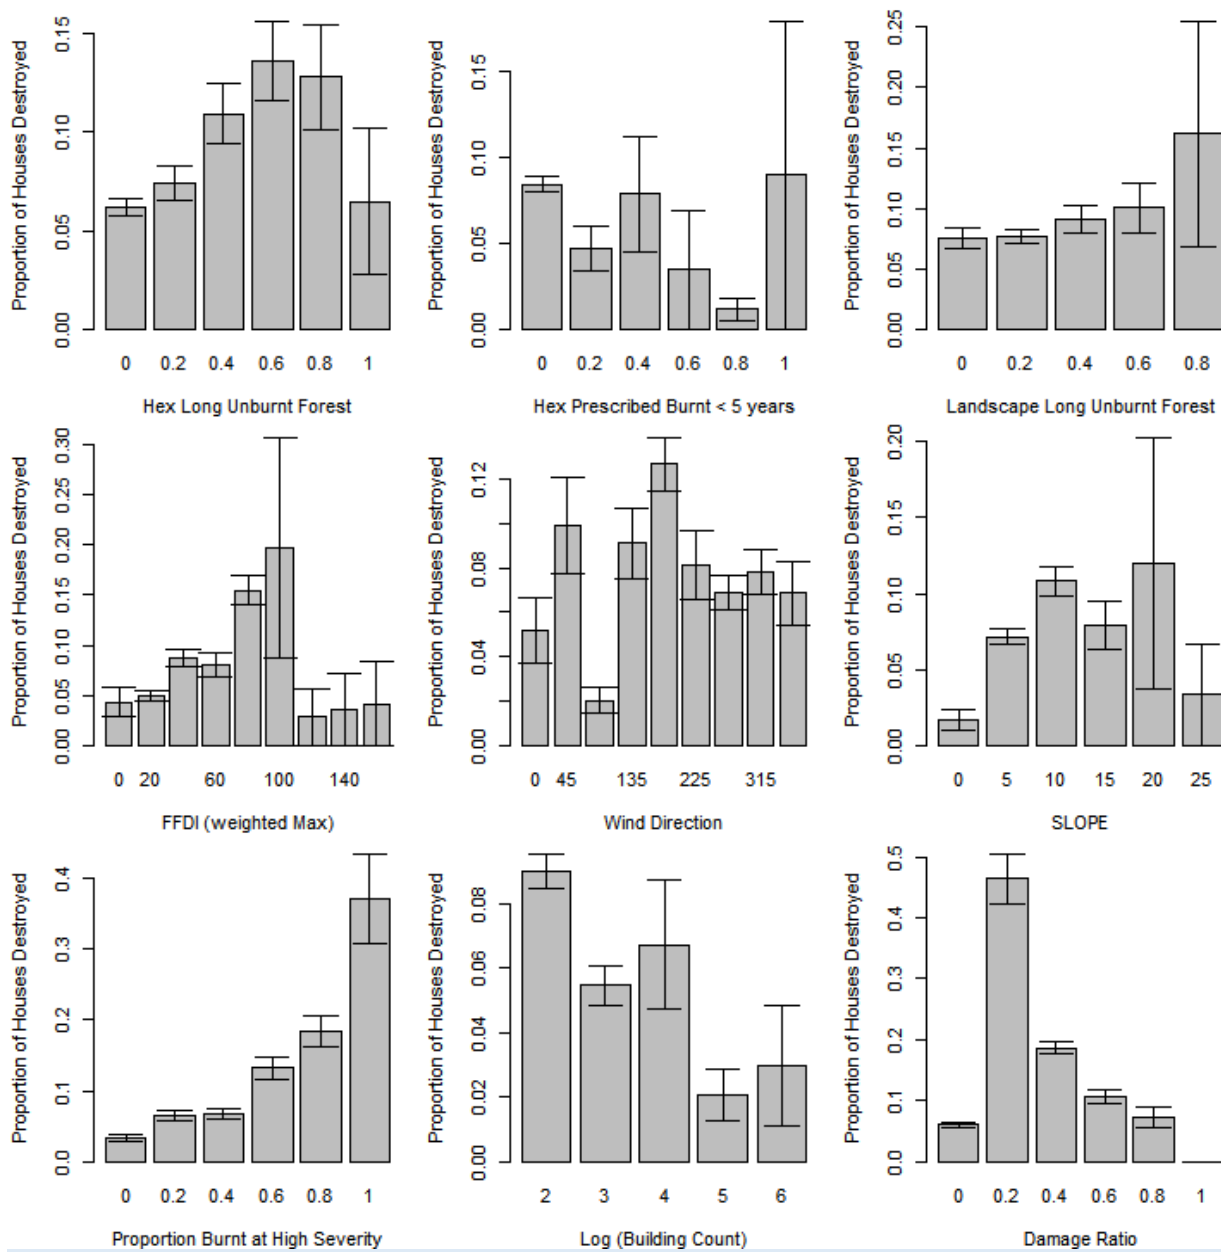 Proportion of Houses Destroyed
0.00 0.05 0.10 0.15
0 0.2 0.4 0.6 0.8 1
Hex Long Unburnt Forest
Proportion of Houses Destroyed
0.00 0.05 0.10 0.15
0 0.2 0.4 0.6 0.8 1
Hex Prescribed Burnt < 5 years
Proportion of Houses Destroyed
0.00 0.05 0.10 0.15 0.20 0.25
0 0.2 0.4 0.6 0.8
Landscape Long Unburnt Forest
Proportion of Houses Destroyed
0.00 0.05 0.10 0.15 0.20 0.25 0.30
0 20 60 100 140
FFDI (weighted Max)
Proportion of Houses Destroyed
0.00 0.04 0.08 0.12
0 45 135 225 315
Wind Direction
Proportion of Houses Destroyed
0.00 0.05 0.10 0.15 0.20
0 5 10 15 20 25
SLOPE
Proportion of Houses Destroyed
0.0 0.1 0.2 0.3 0.4
0 0.2 0.4 0.6 0.8 1
Proportion Burnt at High Severity
Proportion of Houses Destroyed
0.00 0.02 0.04 0.06 0.08
2 3 4 5 6
Log (Building Count)
Proportion of Houses Destroyed
0.0 0.1 0.2 0.3 0.4 0.5
0 0.2 0.4 0.6 0.8 1
Damage Ratio